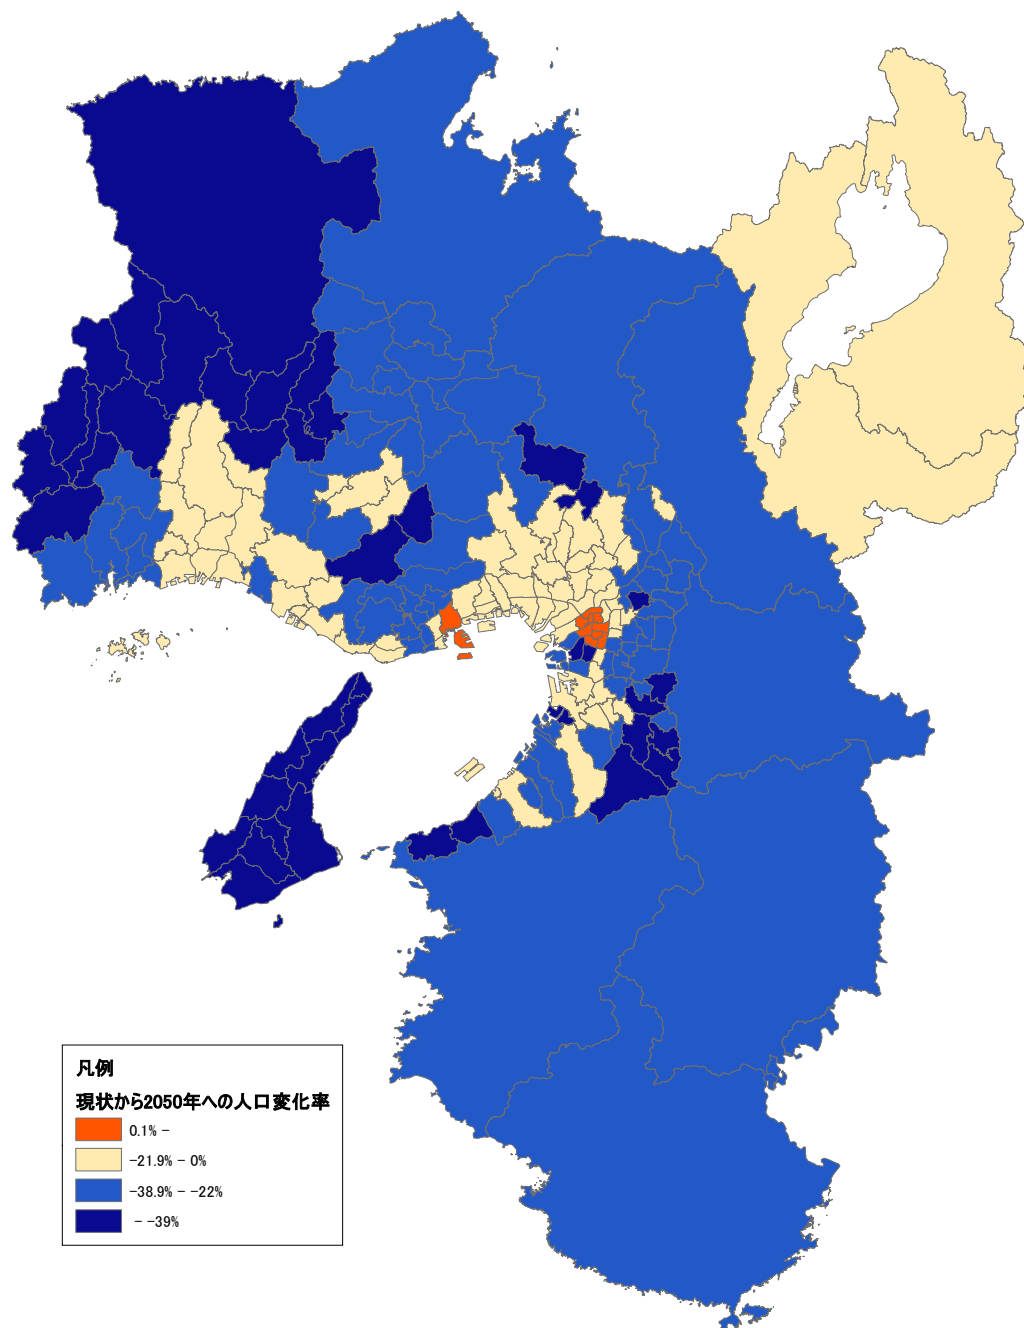 凡例
現状から2050年への人口変化率
0.1% –
–21.9% – 0%
–38.9% – –22%
– –39%